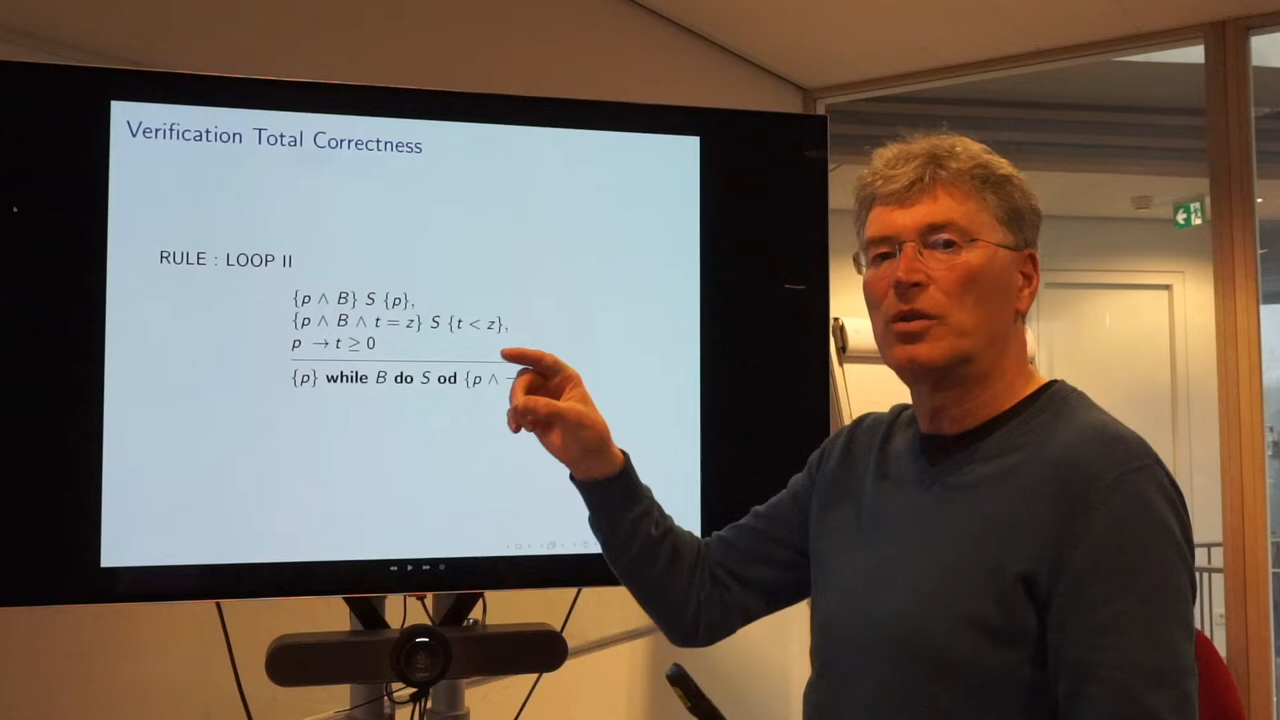 Verification Total Correctness
RULE : LOOP II
{p ∧ B} S {p},
{p ∧ B ∧ t = z} S {t < z},
p → t ≥ 0
{p} while B do S od {p ∧ ¬